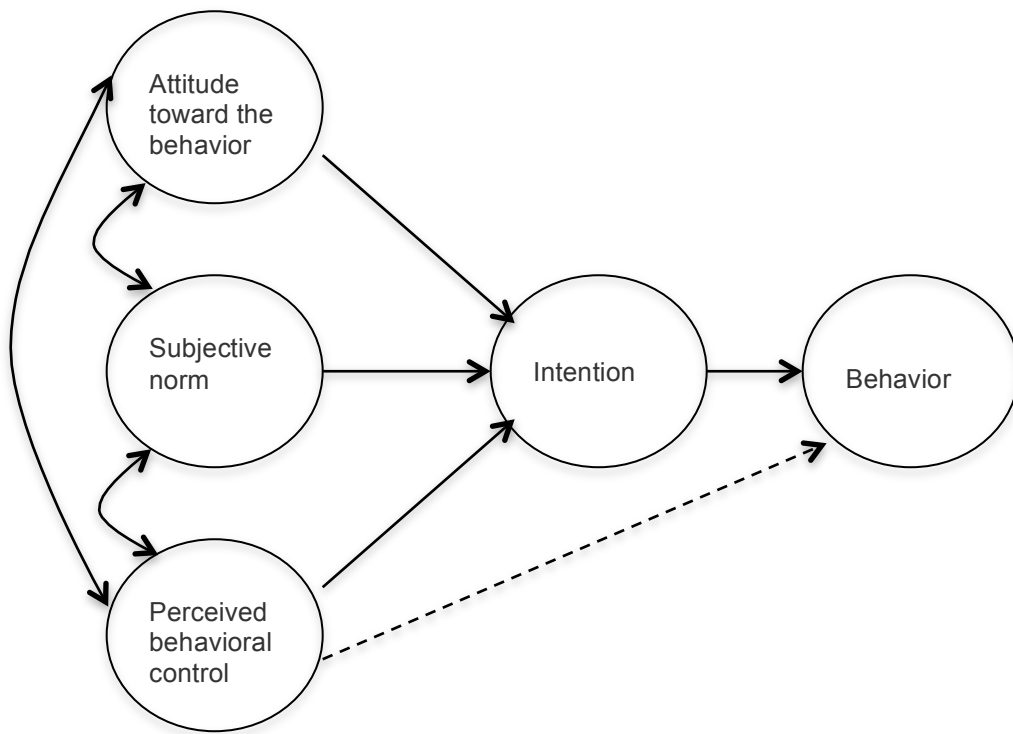 Attitude
toward the
behavior
Subjective
norm
Intention
Behavior
Perceived
behavioral
control